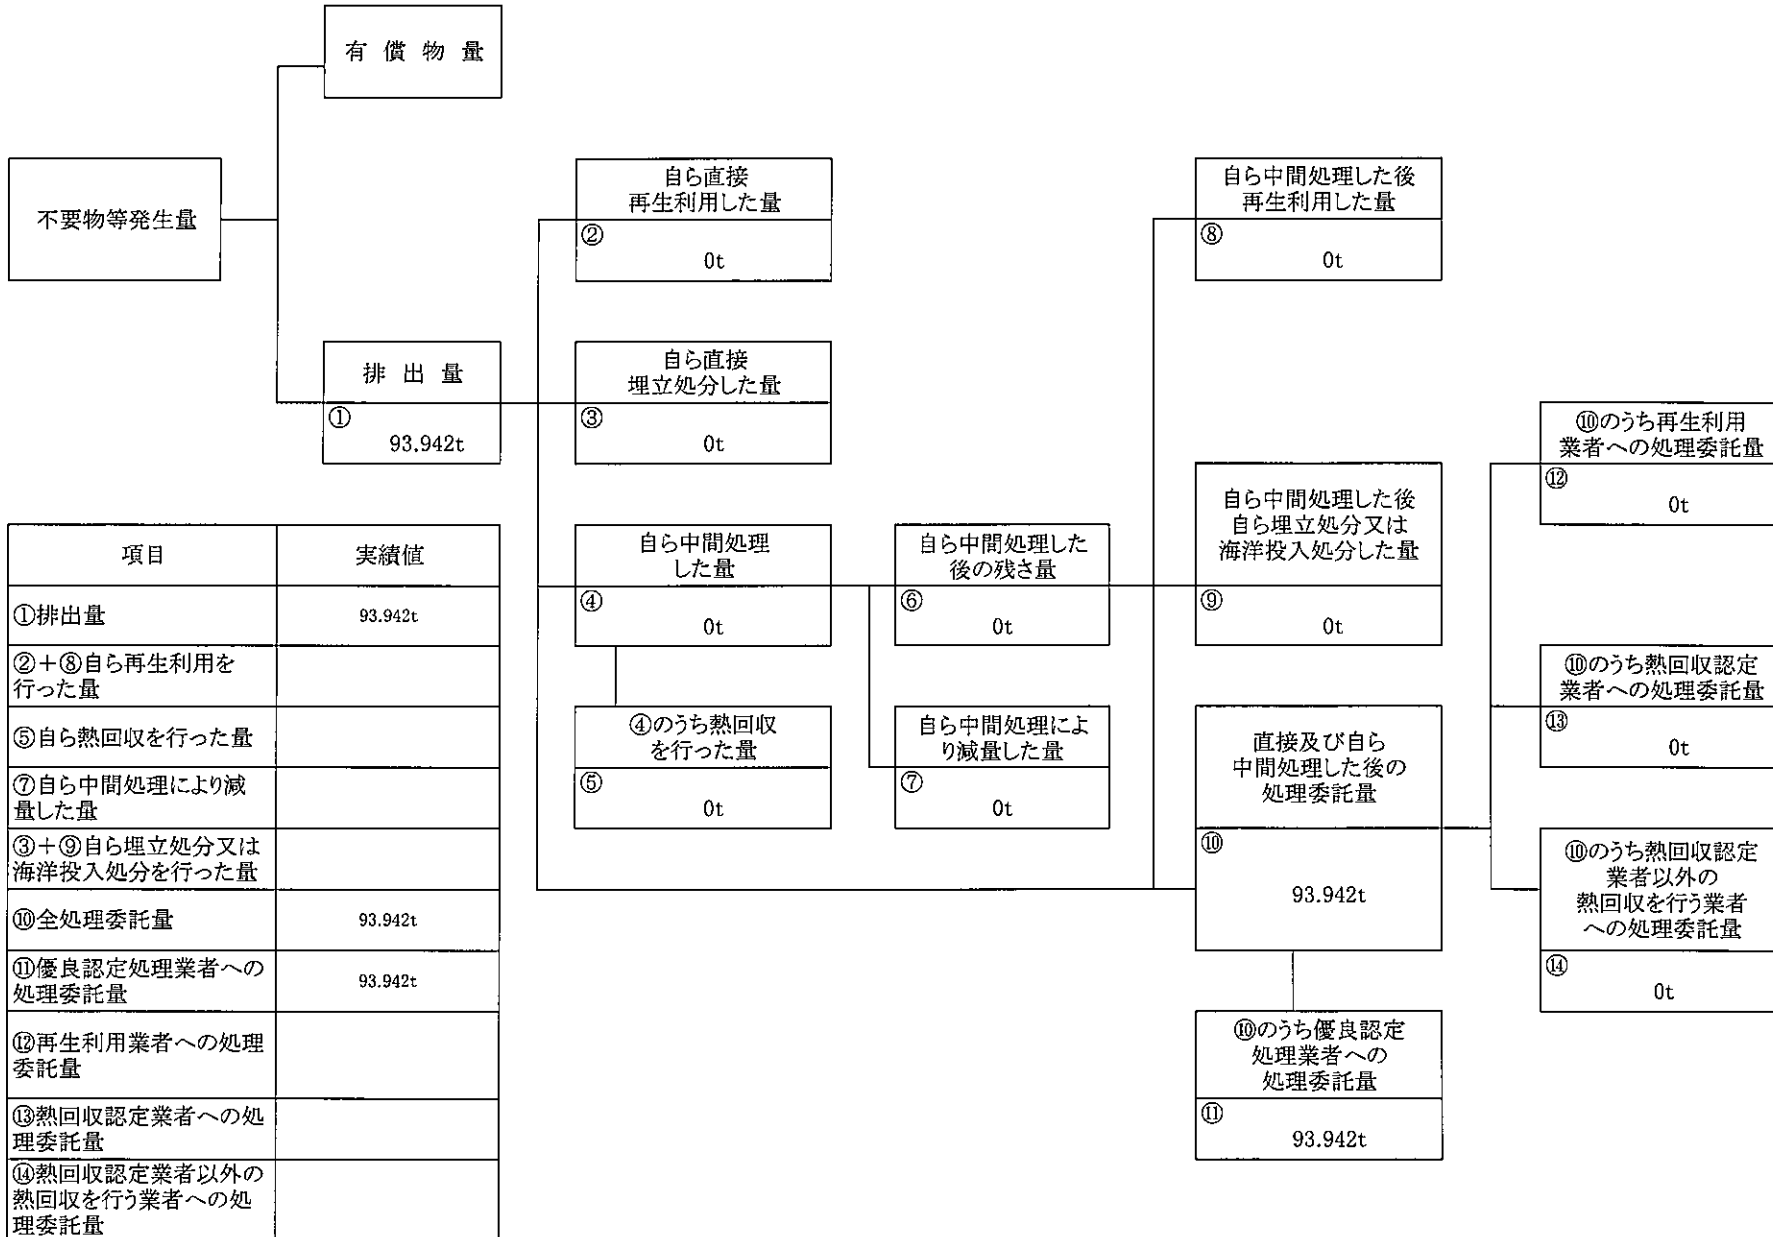 有償物量
不要物等発生量
排出量
①
93.942t
自ら直接
再生利用した量
②
0t
自ら直接
埋立処分した量
③
0t
自ら中間処理
した量
④
0t
④のうち熱回収
を行った量
⑤
0t
自ら中間処理した
後の残さ量
⑥
0t
自ら中間処理によ
り減量した量
⑦
0t
自ら中間処理した後
再生利用した量
⑧
0t
自ら中間処理した後
自ら埋立処分又は
海洋投入処分した量
⑨
0t
直接及び自ら
中間処理した後の
処理委託量
⑩
93.942t
⑩のうち優良認定
処理業者への
処理委託量
⑪
93.942t
⑩のうち再生利用
業者への処理委託量
⑫
0t
⑩のうち熱回収認定
業者への処理委託量
⑬
0t
⑩のうち熱回収認定
業者以外の
熱回収を行う業者
への処理委託量
⑭
0t
項目 実績値
①排出量 93.942t
②+⑧自ら再生利用を
行った量
⑤自ら熱回収を行った量
⑦自ら中間処理により減
量した量
③+⑨自ら埋立処分又は
海洋投入処分を行った量
⑩全処理委託量 93.942t
⑪優良認定処理業者への
処理委託量 93.942t
⑫再生利用業者への処理
委託量
⑬熱回収認定業者への処
理委託量
⑭熱回収認定業者以外の
熱回収を行う業者への処
理委託量